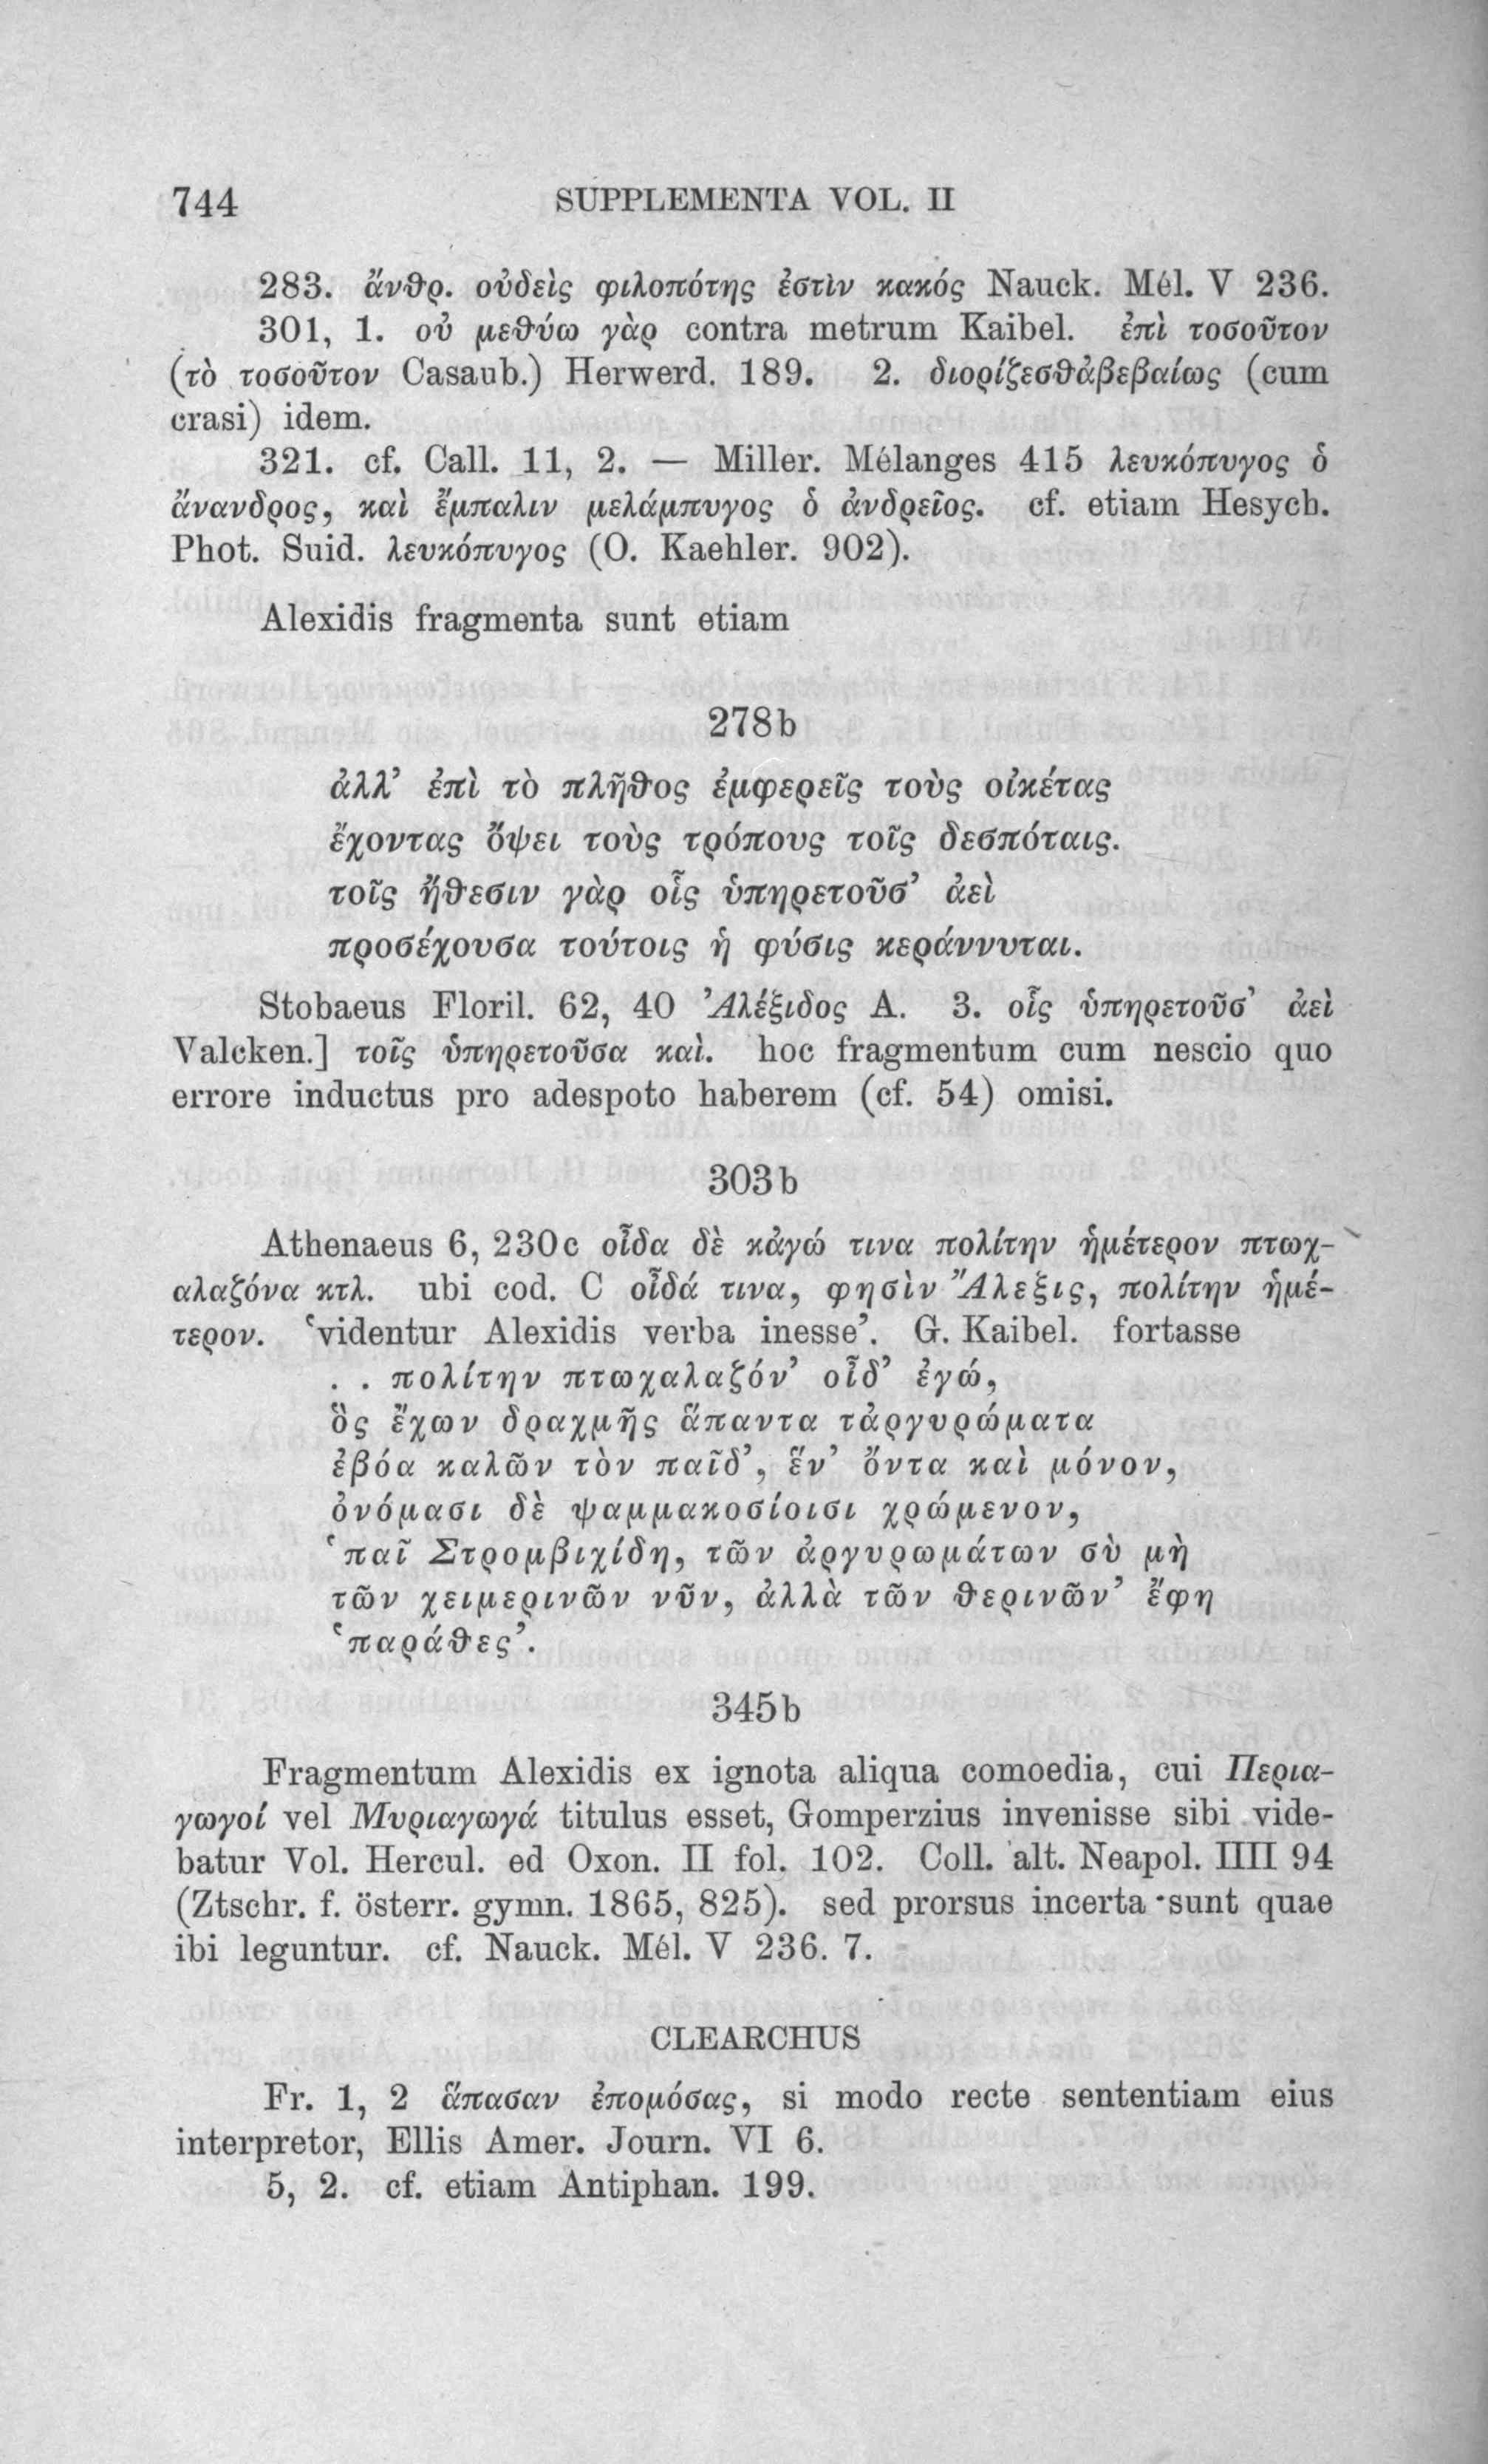 744 SUPPLEMENTA VOL. II
283. ἄνθρ. οὐδεὶς φιλοπότης ἐστὶν κακός Nauck. Mél. V 236.
301, 1. οὐ μεθύω γὰρ contra metrum Kaibel. ἐπὶ τοσοῦτον
(τὸ τοσοῦτον Casaub.) Herwerd. 189. 2. διορίζεσθἀβεβαίως (cum
crasi) idem.
321. cf. Call. 11, 2. — Miller. Mélanges 415 λευκόπυγος ὁ
ἄνανδρος, καὶ ἔμπαλιν μελάμπυγος ὁ ἀνδρεῖος. cf. etiam Hesych.
Phot. Suid. λευκόπυγος (O. Kaehler. 902).
Alexidis fragmenta sunt etiam
278b
ἀλλ’ ἐπὶ τὸ πλῆθος ἐμφερεῖς τοὺς οἰκέτας
ἔχοντας ὄψει τοὺς τρόπους τοῖς δεσπόταις.
τοῖς ἤθεσιν γὰρ οἷς ὑπηρετοῦσ’ ἀεὶ
προσέχουσα τούτοις ἡ φύσις κεράννυται.
Stobaeus Floril. 62, 40 Ἀλέξιδος A. 3. οἷς ὑπηρετοῦσ’ ἀεὶ
Valcken.] τοῖς ὑπηρετοῦσα καὶ. hoc fragmentum cum nescio quo
errore inductus pro adespoto haberem (cf. 54) omisi.
303b
Athenaeus 6, 230c οἶδα δὲ κἀγώ τινα πολίτην ἡμέτερον πτωχ-
αλαζόνα κτλ. ubi cod. C οἶδά τινα, φησὶν Ἄλεξις, πολίτην ἡμέ-
τερον. ‘videntur Alexidis verba inesse’. G. Kaibel. fortasse
. . πολίτην πτωχαλαζόν’ οἶδ’ ἐγώ,
ὃς ἔχων δραχμῆς ἅπαντα τἀργυρώματα
ἐβόα καλῶν τὸν παῖδ’, ἕν’ ὄντα καὶ μόνον,
ὀνόμασι δὲ ψαμμακοσίοισι χρώμενον,
‘παῖ Στρομβιχίδη, τῶν ἀργυρωμάτων σὺ μὴ
τῶν χειμερινῶν νῦν, ἀλλὰ τῶν θερινῶν’ ἔφη
‘παράθες’.
345b
Fragmentum Alexidis ex ignota aliqua comoedia, cui Περια-
γωγοί vel Μυριαγωγά titulus esset, Gomperzius invenisse sibi vide-
batur Vol. Hercul. ed Oxon. II fol. 102. Coll. alt. Neapol. IIII 94
(Ztschr. f. österr. gymn. 1865, 825). sed prorsus incerta sunt quae
ibi leguntur. cf. Nauck. Mél. V 236. 7.
CLEARCHUS
Fr. 1, 2 ἅπασαν ἐπομόσας, si modo recte sententiam eius
interpretor, Ellis Amer. Journ. VI 6.
5, 2. cf. etiam Antiphan. 199.